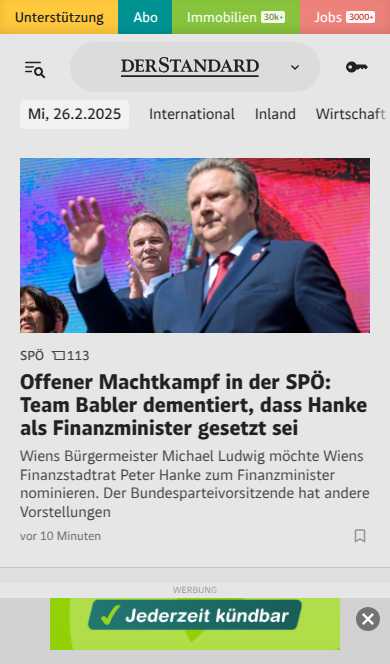 Unterstützung Abo Immobilien 30k+ Jobs 3000+
DERSTANDARD
Mi, 26.2.2025 International Inland Wirtschaft
SPÖ 113
Offener Machtkampf in der SPÖ:
Team Babler dementiert, dass Hanke
als Finanzminister gesetzt sei
Wiens Bürgermeister Michael Ludwig möchte Wiens
Finanzstadtrat Peter Hanke zum Finanzminister
nominieren. Der Bundesparteivorsitzende hat andere
Vorstellungen
vor 10 Minuten
WERBUNG
Jederzeit kündbar